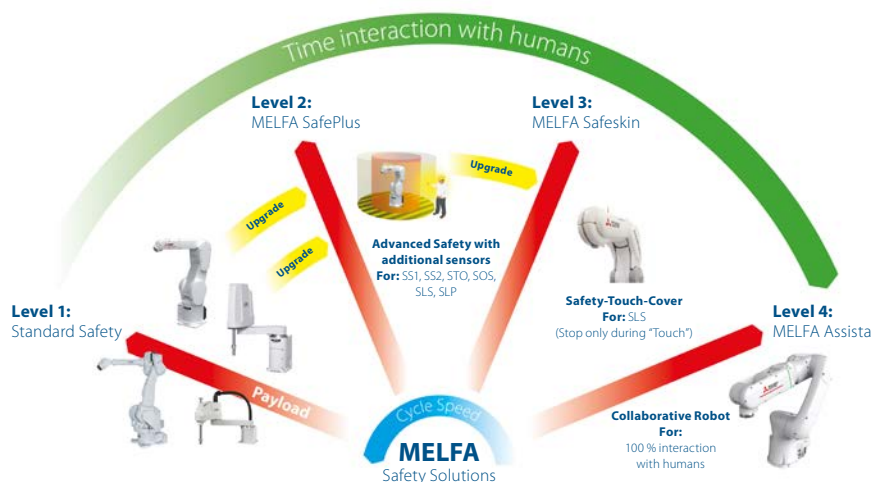 Time interaction with humans
Level 2:
MELFA SafePlus
Level 3:
MELFA Safeskin
Upgrade
Upgrade
Upgrade
Advanced Safety with
additional sensors
For: SS1, SS2, STO, SOS,
SLS, SLP
Level 1:
Standard Safety
Safety-Touch-Cover
For: SLS
(Stop only during “Touch”)
Level 4:
MELFA Assista
Payload
Cycle Speed
MELFA
Safety Solutions
Collaborative Robot
For:
100 % interaction
with humans